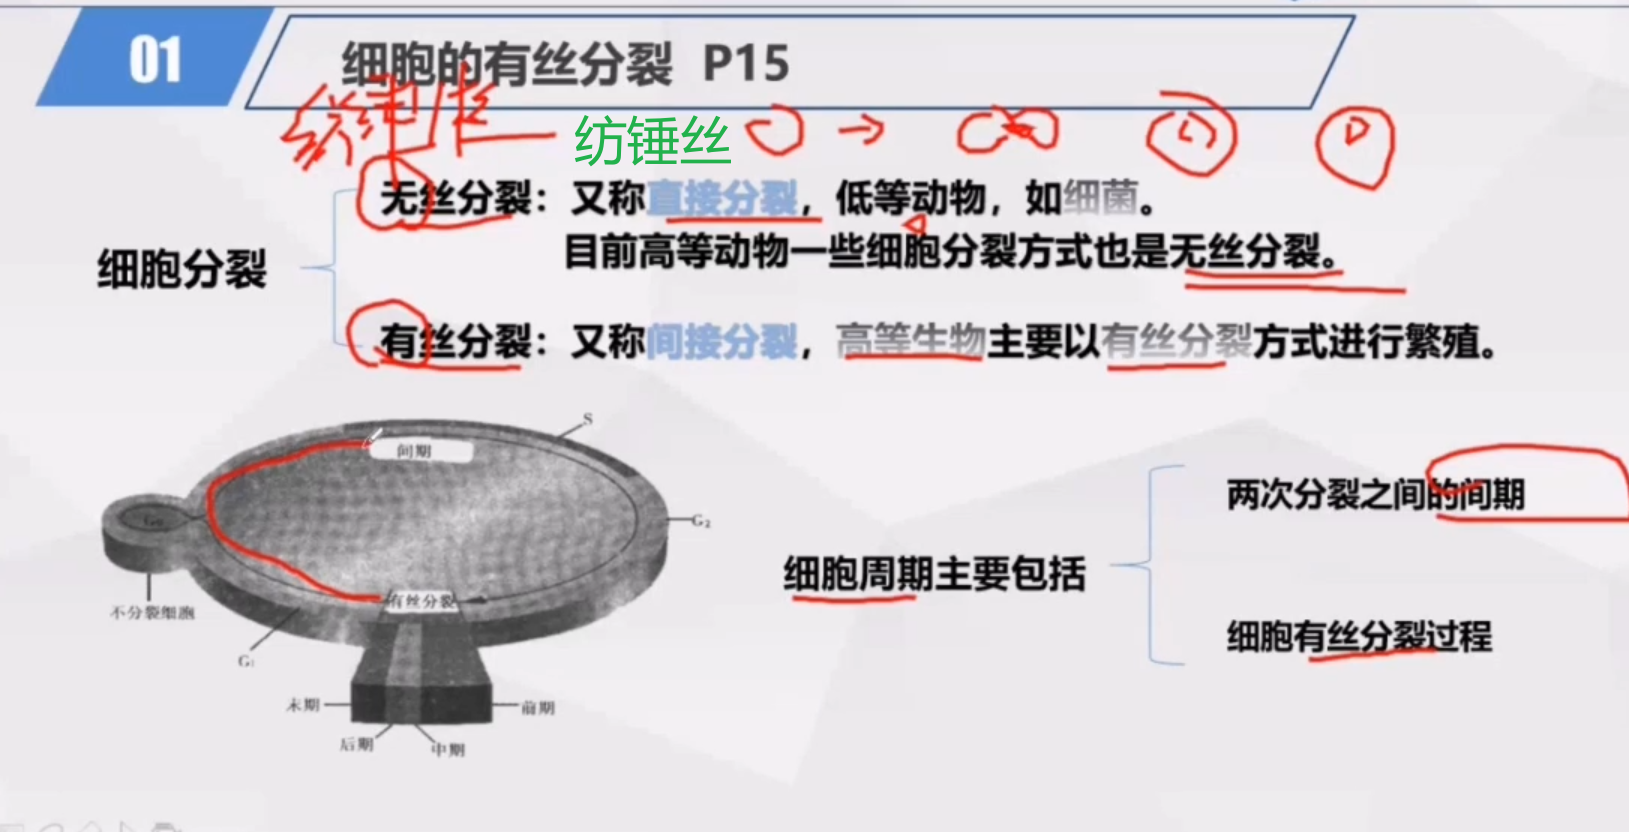 01
细胞的有丝分裂 P15
纺锤丝
纺锤丝
无丝分裂：又称直接分裂，低等动物，如细菌。
目前高等动物一些细胞分裂方式也是无丝分裂。
细胞分裂
有丝分裂：又称间接分裂，高等生物主要以有丝分裂方式进行繁殖。
S
间期
G₀
G₂
有丝分裂
不分裂细胞
G₁
末期
前期
后期
中期
两次分裂之间的间期
细胞周期主要包括
细胞有丝分裂过程